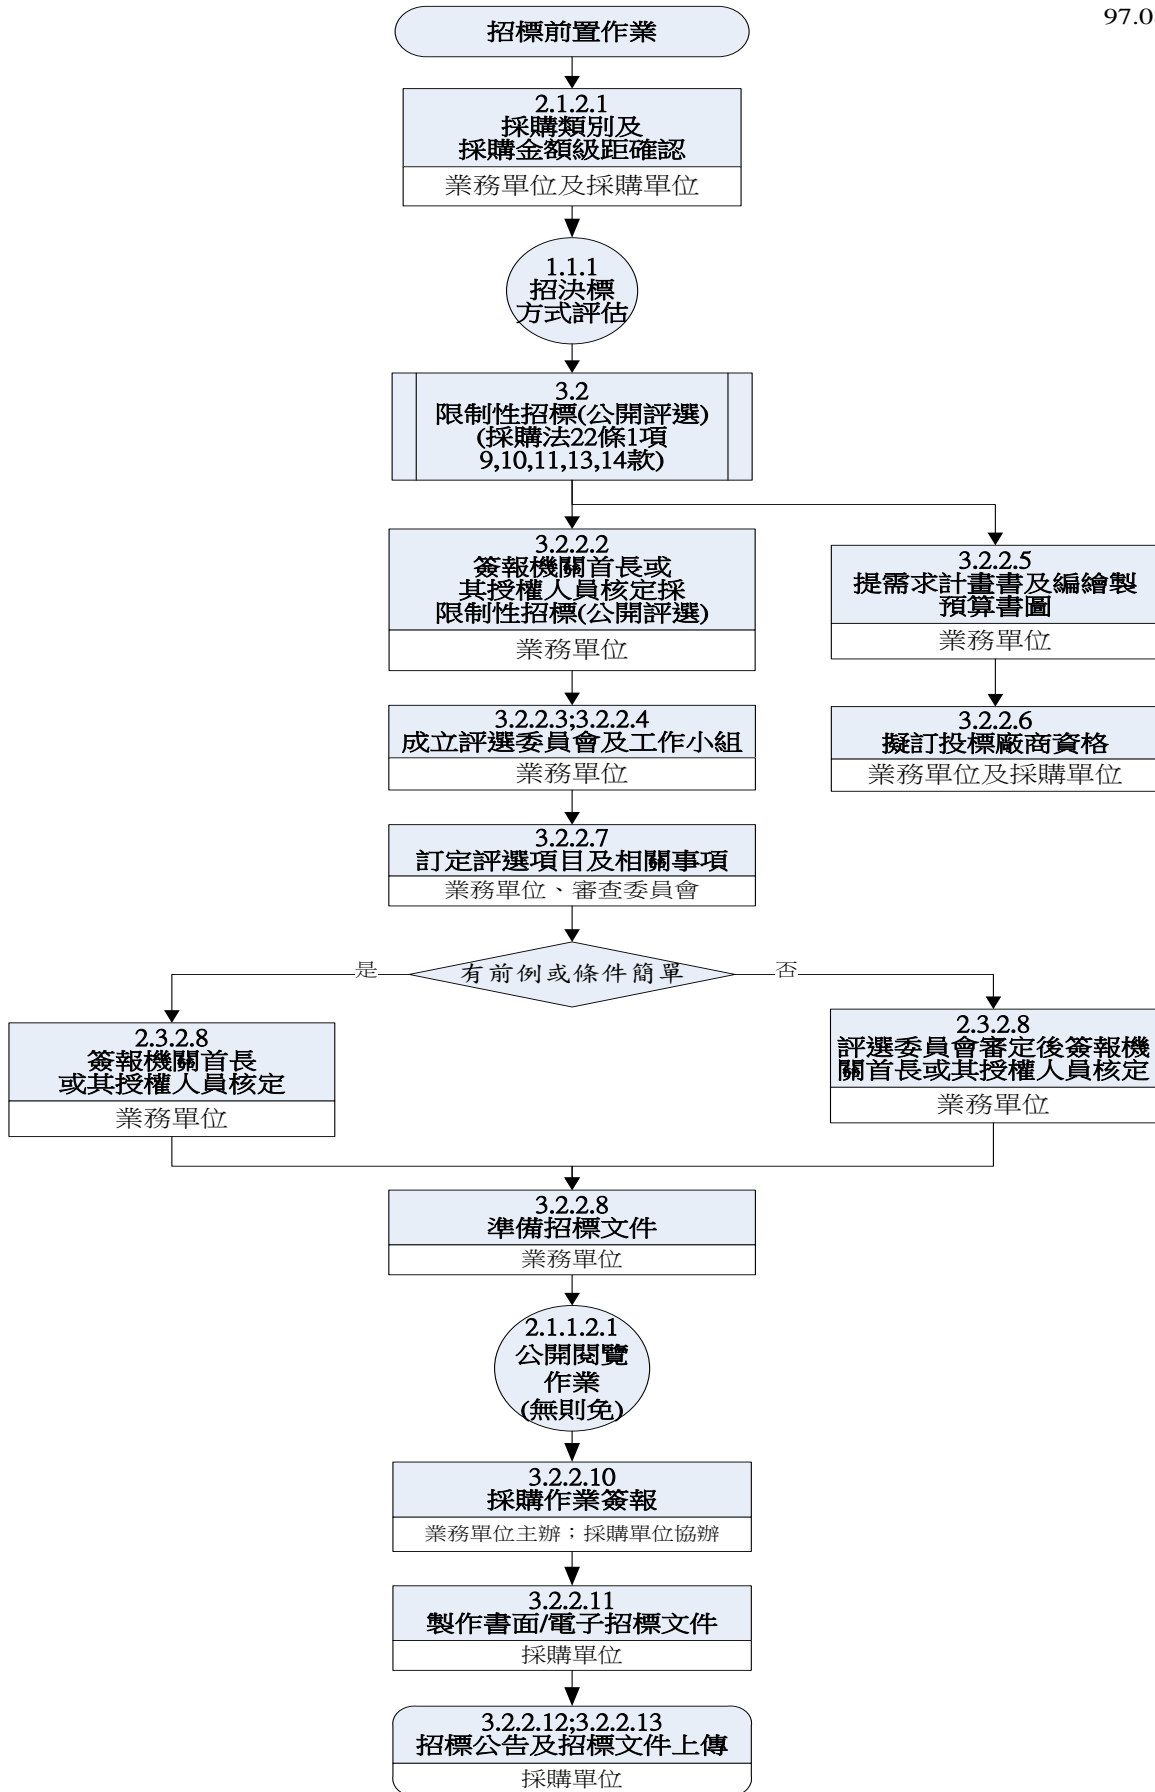 97.0
招標前置作業
2.1.2.1
採購類別及
採購金額級距確認
業務單位及採購單位
1.1.1
招決標
方式評估
3.2
限制性招標(公開評選)
(採購法22條1項
9,10,11,13,14款)
3.2.2.2
簽報機關首長或
其授權人員核定採
限制性招標(公開評選)
業務單位
3.2.2.5
提需求計畫書及編繪製
預算書圖
業務單位
3.2.2.3;3.2.2.4
成立評選委員會及工作小組
業務單位
3.2.2.6
擬訂投標廠商資格
業務單位及採購單位
3.2.2.7
訂定評選項目及相關事項
業務單位、審查委員會
有前例或條件簡單
是
否
2.3.2.8
簽報機關首長
或其授權人員核定
業務單位
2.3.2.8
評選委員會審定後簽報機
關首長或其授權人員核定
業務單位
3.2.2.8
準備招標文件
業務單位
2.1.1.2.1
公開閱覽
作業
(無則免)
3.2.2.10
採購作業簽報
業務單位主辦；採購單位協辦
3.2.2.11
製作書面/電子招標文件
採購單位
3.2.2.12;3.2.2.13
招標公告及招標文件上傳
採購單位